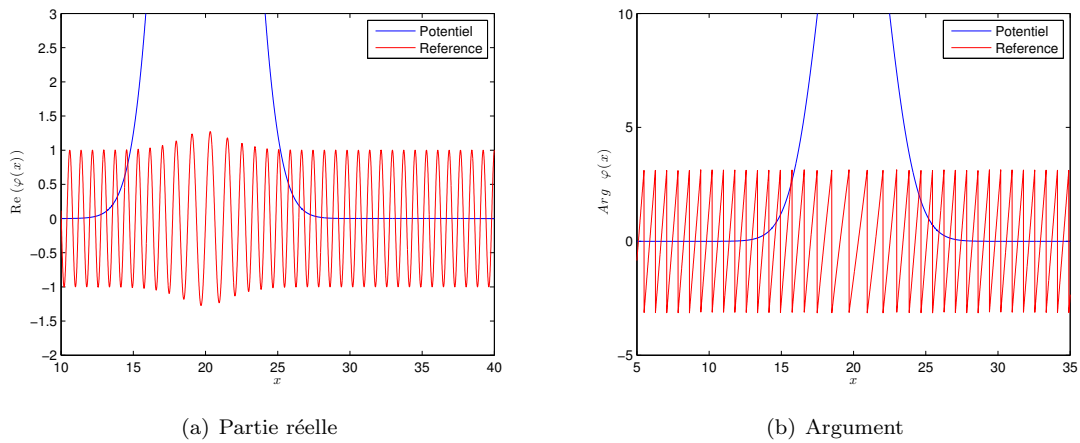 3
2.5
2
1.5
1
0.5
0
−0.5
−1
−1.5
−2
10 15 20 25 30 35 40
x
Re (φ(x))
Potentiel
Reference
(a) Partie réelle
10
5
0
−5
5 10 15 20 25 30 35
x
Arg φ(x)
Potentiel
Reference
(b) Argument